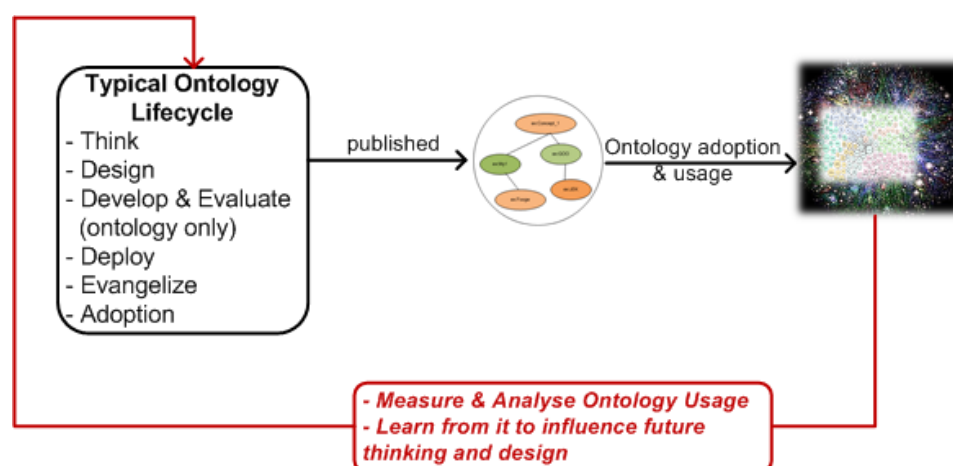 Typical Ontology
Lifecycle
- Think
- Design
- Develop & Evaluate
(ontology only)
- Deploy
- Evangelize
- Adoption
published
Ontology adoption
& usage
- Measure & Analyse Ontology Usage
- Learn from it to influence future
thinking and design